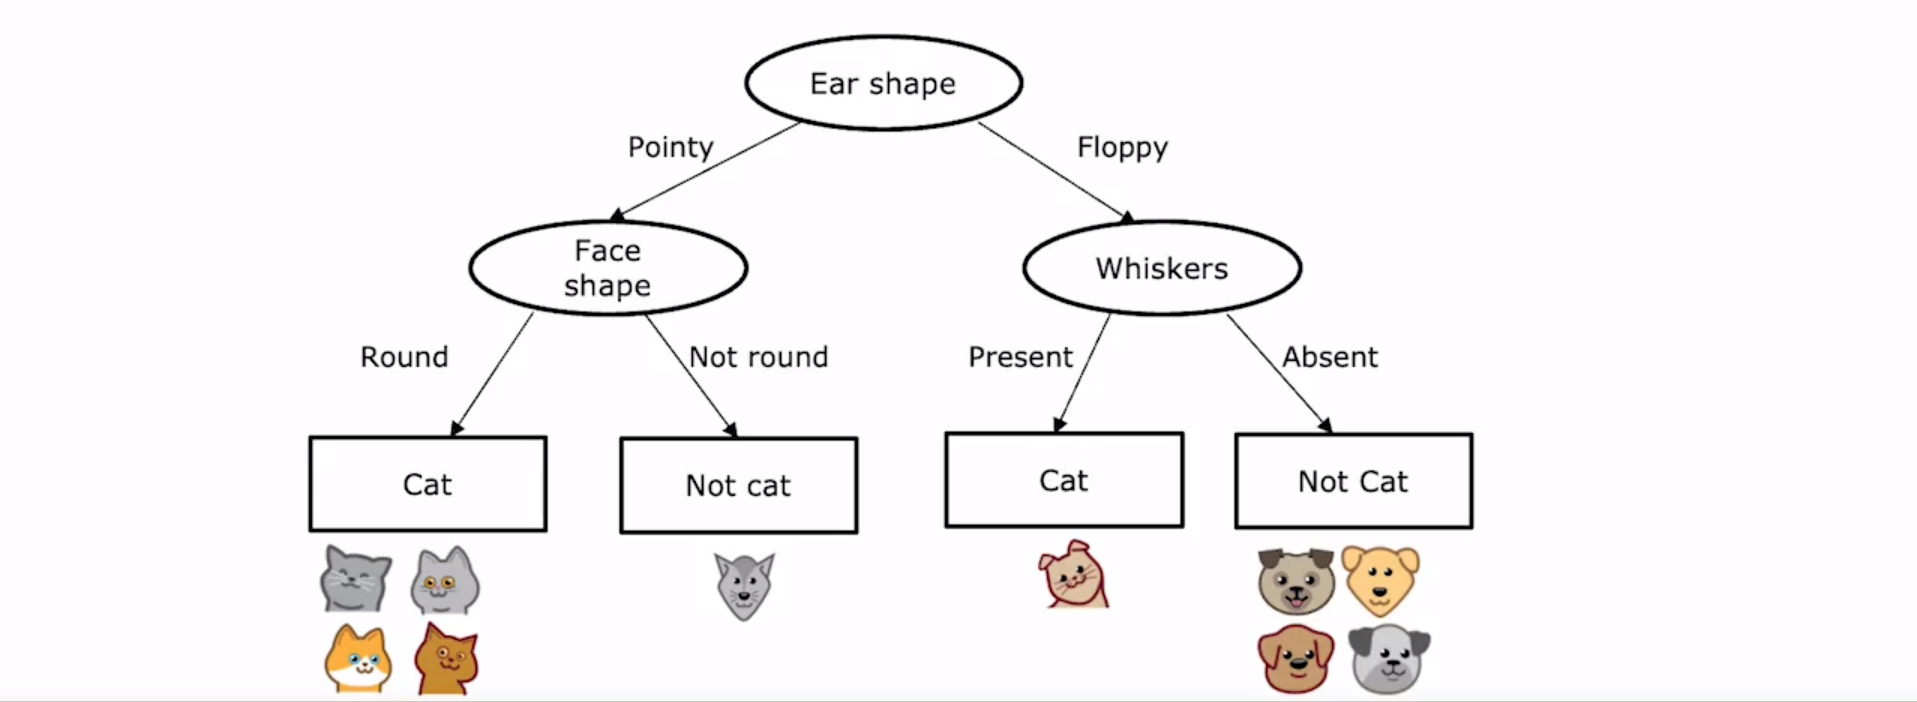 Ear shape
Pointy
Floppy
Face
shape
Whiskers
Round
Not round
Present
Absent
Cat
Not cat
Cat
Not Cat